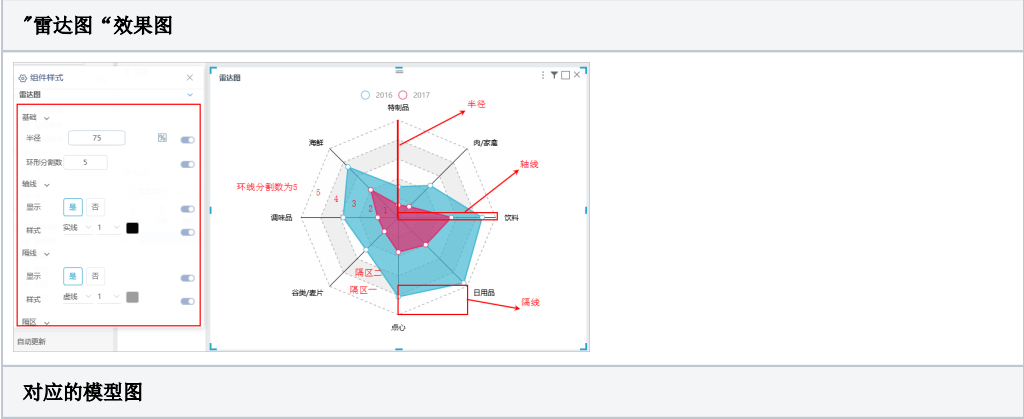 "雷达图“效果图
组件样式
雷达图
基础
半径 75 %
环形分割数 5
轴线
显示 是 否
样式 实线 1
隔线
显示 是 否
样式 虚线 1
隔区
自动更新
雷达图
2016 2017
特制品
半径
海鲜
肉/家禽
轴线
环线分割数为5
5
4
3
2
1
调味品
饮料
隔区二
隔区一
谷类/麦片
日用品
隔线
点心
对应的模型图